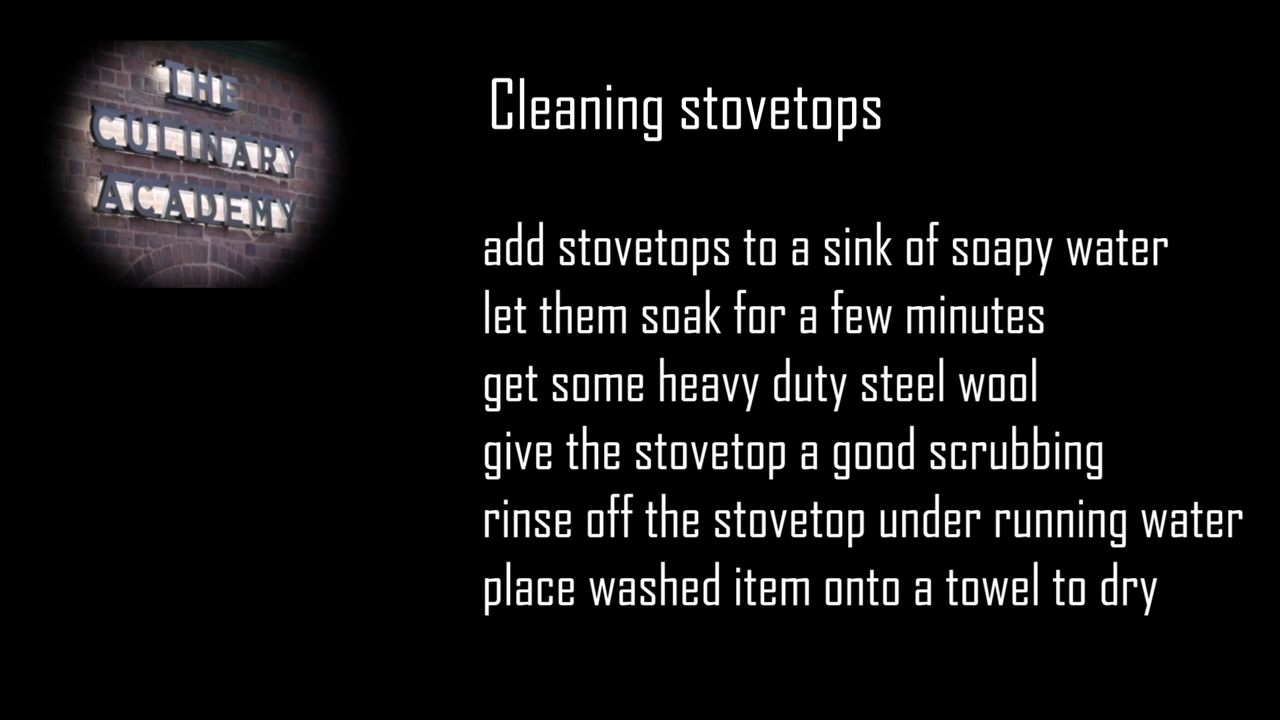 THE
CULINARY
ACADEMY
Cleaning stovetops
add stovetops to a sink of soapy water
let them soak for a few minutes
get some heavy duty steel wool
give the stovetop a good scrubbing
rinse off the stovetop under running water
place washed item onto a towel to dry